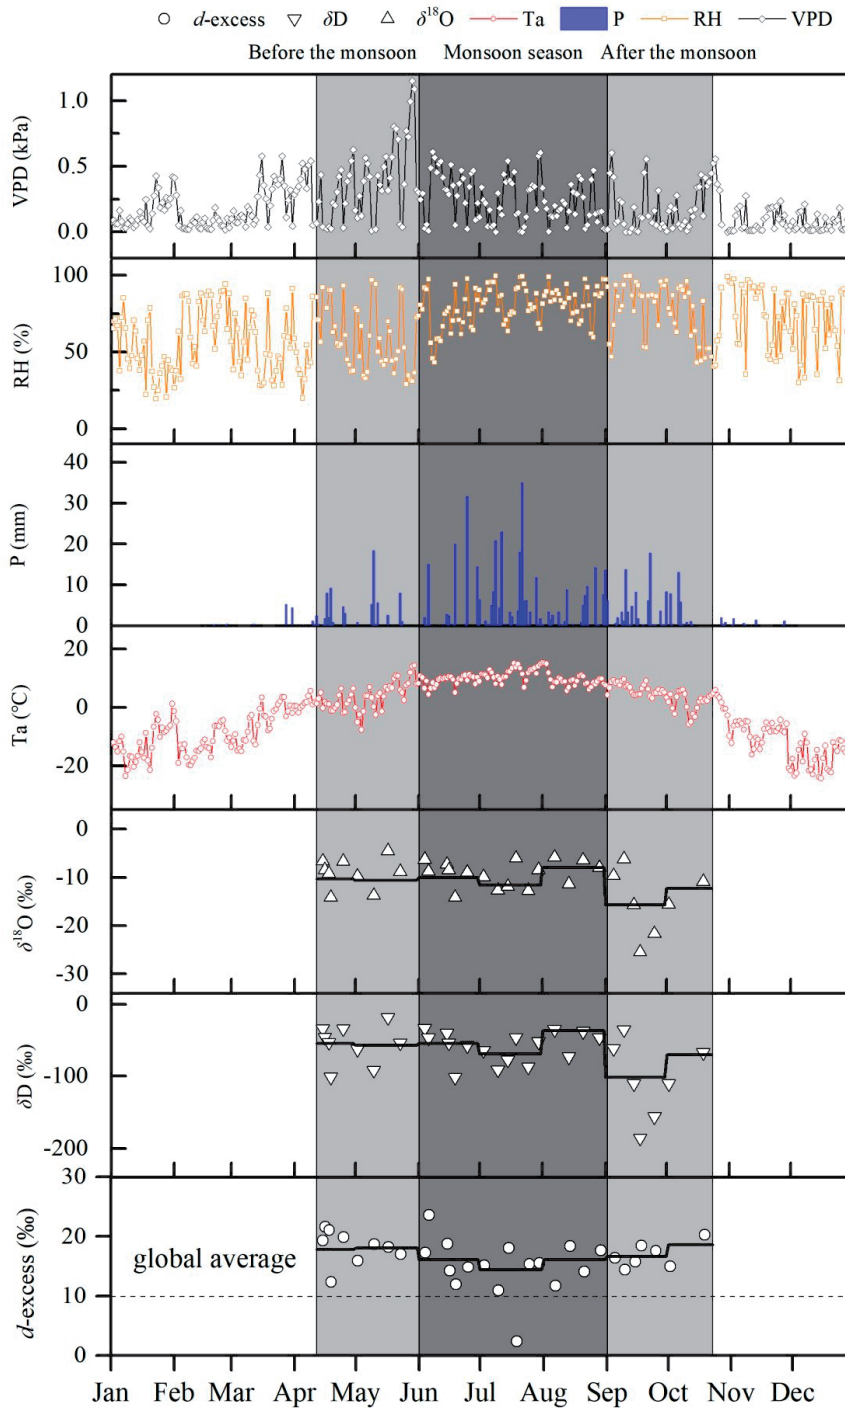 d-excess δD δ¹⁸O Ta P RH VPD
Before the monsoon Monsoon season After the monsoon
VPD (kPa)
1.0
0.5
0.0
RH (%)
100
50
0
P (mm)
40
30
20
10
0
Ta (°C)
20
0
-20
δ¹⁸O (‰)
0
-10
-20
-30
δD (‰)
0
-100
-200
d-excess (‰)
30
20
10
0
global average
Jan Feb Mar Apr May Jun Jul Aug Sep Oct Nov Dec